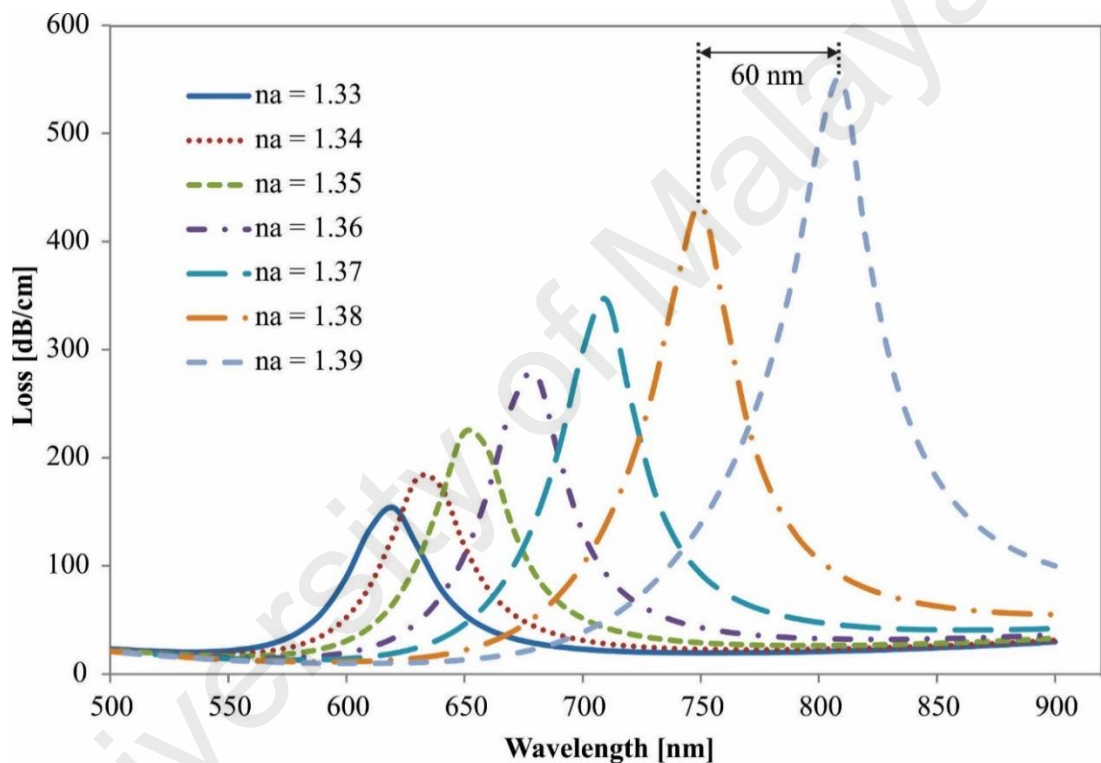 600
500
400
300
200
100
0
Loss [dB/cm]
na = 1.33
na = 1.34
na = 1.35
na = 1.36
na = 1.37
na = 1.38
na = 1.39
60 nm
500 550 600 650 700 750 800 850 900
Wavelength [nm]
University of Malaya